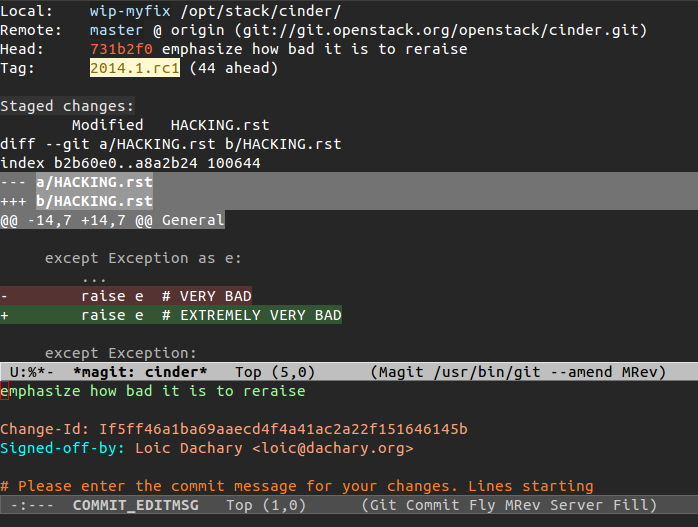 Local:    wip-myfix /opt/stack/cinder/
Remote:   master @ origin (git://git.openstack.org/openstack/cinder.git)
Head:     731b2f0 emphasize how bad it is to reraise
Tag:      2014.1.rc1 (44 ahead)
Staged changes:
        Modified   HACKING.rst
diff --git a/HACKING.rst b/HACKING.rst
index b2b60e0..a8a2b24 100644
--- a/HACKING.rst
+++ b/HACKING.rst
@@ -14,7 +14,7 @@ General
     except Exception as e:
         ...
-        raise e  # VERY BAD
+        raise e  # EXTREMELY VERY BAD
     except Exception:
 U:%*-  *magit: cinder*   Top (5,0)      (Magit /usr/bin/git --amend MRev)
emphasize how bad it is to reraise
Change-Id: If5ff46a1ba69aaecd4f4a41ac2a22f151646145b
Signed-off-by: Loic Dachary <loic@dachary.org>
# Please enter the commit message for your changes. Lines starting
 -:---  COMMIT_EDITMSG   Top (1,0)      (Git Commit Fly MRev Server Fill)